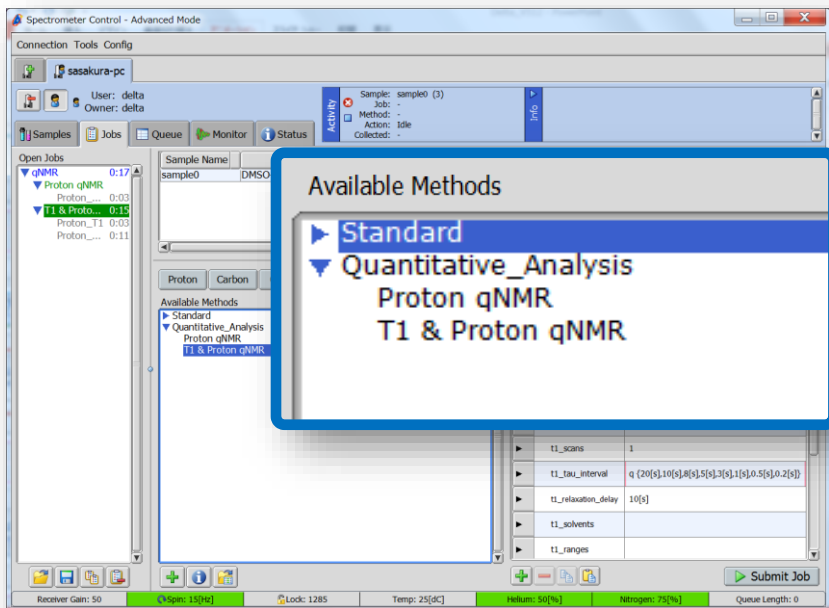 Spectrometer Control - Advanced Mode
Connection Tools Config
sasakura-pc
User: delta
Owner: delta
Activity
Sample: sample0 (3)
Job: -
Method: -
Action: Idle
Collected: -
Info
Samples
Jobs
Queue
Monitor
Status
Open Jobs
qNMR 0:17
Proton qNMR
Proton_... 0:03
T1 & Proto... 0:15
Proton_T1 0:03
Proton_... 0:11
Sample Name
sample0 DMSO
Proton
Carbon
Available Methods
Standard
Quantitative_Analysis
Proton qNMR
T1 & Proton qNMR
Available Methods
Standard
Quantitative_Analysis
Proton qNMR
T1 & Proton qNMR
t1_scans 1
t1_tau_interval q {20[s],10[s],8[s],5[s],3[s],1[s],0.5[s],0.2[s]}
t1_relaxation_delay 10[s]
t1_solvents
t1_ranges
Submit Job
Receiver Gain: 50
Spin: 15[Hz]
Lock: 1285
Temp: 25[dC]
Helium: 50[%]
Nitrogen: 75[%]
Queue Length: 0